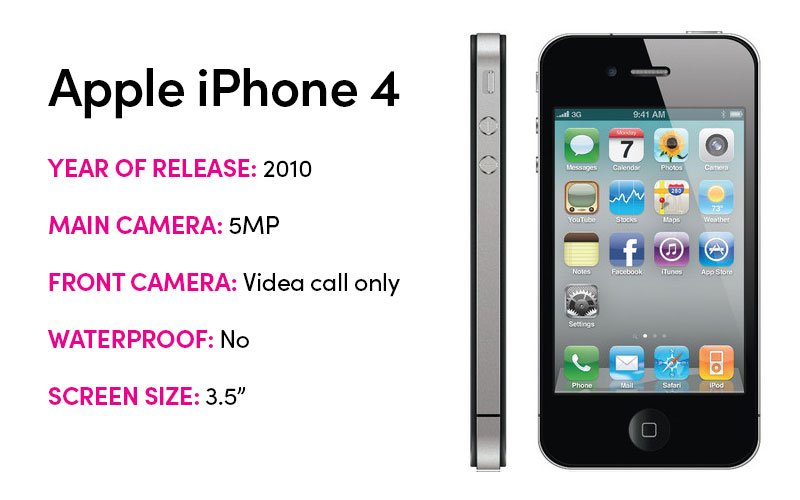 Apple iPhone 4
YEAR OF RELEASE: 2010
MAIN CAMERA: 5MP
FRONT CAMERA: Videa call only
WATERPROOF: No
SCREEN SIZE: 3.5”
3G 9:41 AM
Monday
7
280
73°
Messages Calendar Photos Camera
YouTube Stocks Maps Weather
Notes Facebook iTunes App Store
Settings
Phone Mail Safari iPod